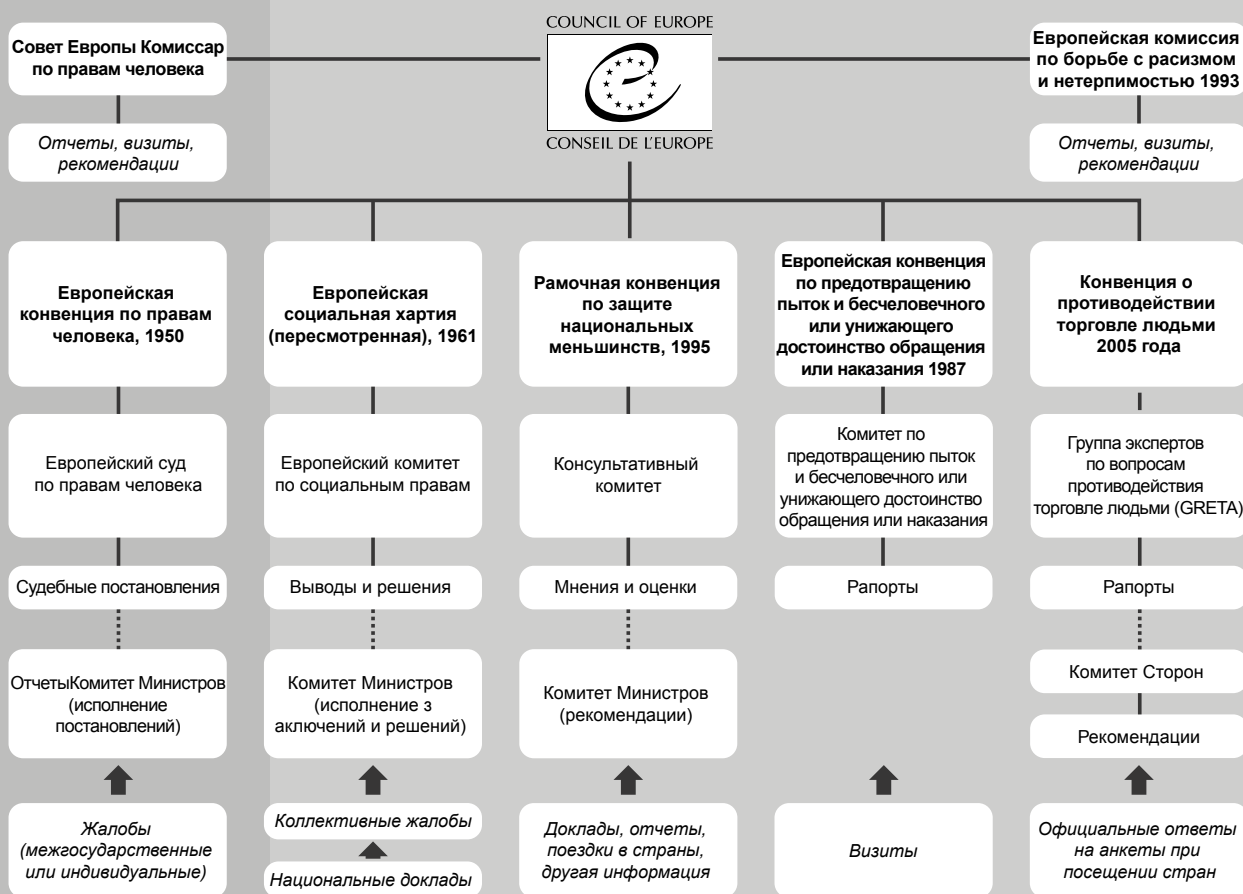 COUNCIL OF EUROPE
CONSEIL DE L'EUROPE
Совет Европы Комиссар
по правам человека
Отчеты, визиты,
рекомендации
Европейская комиссия
по борьбе с расизмом
и нетерпимостью 1993
Отчеты, визиты,
рекомендации
Европейская
конвенция по правам
человека, 1950
Европейская
социальная хартия
(пересмотренная), 1961
Рамочная конвенция
по защите
национальных
меньшинств, 1995
Европейская конвенция
по предотвращению
пыток и бесчеловечного
или унижающего
достоинство обращения
или наказания 1987
Конвенция о
противодействии
торговле людьми
2005 года
Европейский суд
по правам человека
Европейский комитет
по социальным правам
Консультативный
комитет
Комитет по
предотвращению пыток
и бесчеловечного или
унижающего достоинство
обращения или наказания
Группа экспертов
по вопросам
противодействия
торговле людьми (GRETA)
Судебные постановления
Выводы и решения
Мнения и оценки
Рапорты
Рапорты
ОтчетыКомитет Министров
(исполнение
постановлений)
Комитет Министров
(исполнение з
аключений и решений)
Комитет Министров
(рекомендации)
Комитет Сторон
Рекомендации
Жалобы
(межгосударственные
или индивидуальные)
Коллективные жалобы
Национальные доклады
Доклады, отчеты,
поездки в страны,
другая информация
Визиты
Официальные ответы
на анкеты при
посещении стран